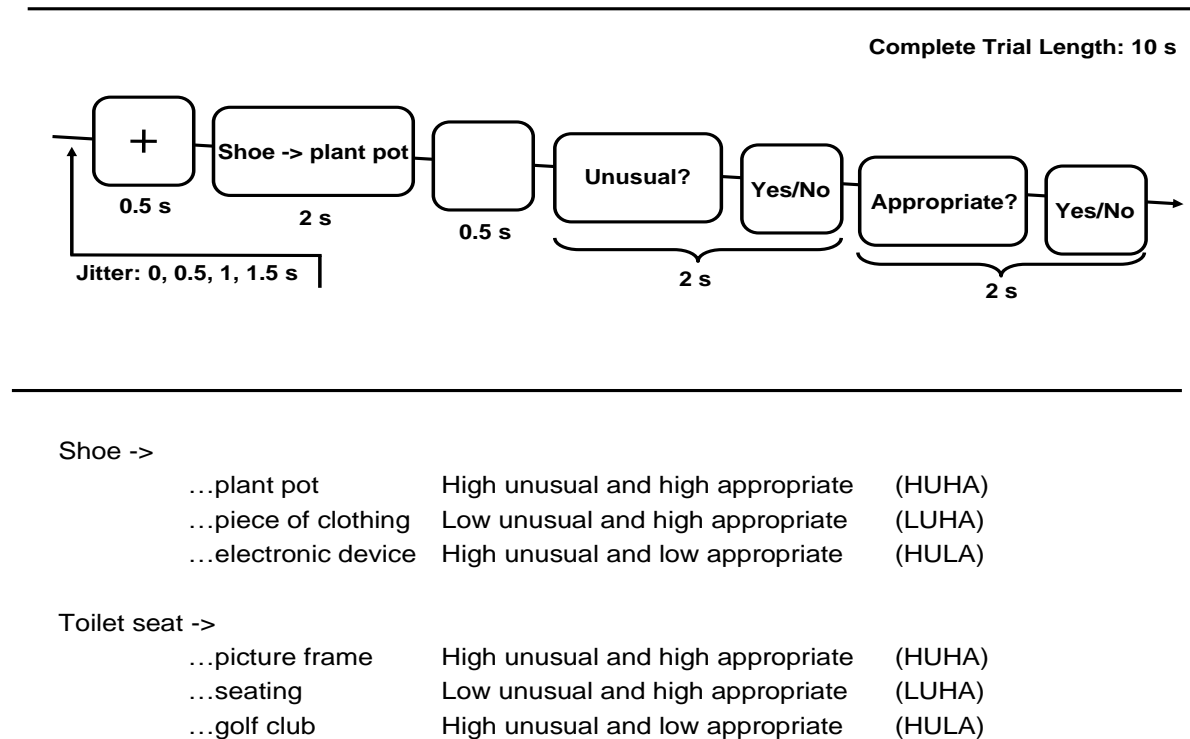 Complete Trial Length: 10 s
+
Shoe -> plant pot
Unusual?
Yes/No
Appropriate?
Yes/No
0.5 s
2 s
0.5 s
2 s
2 s
Jitter: 0, 0.5, 1, 1.5 s
Shoe ->
…plant pot High unusual and high appropriate (HUHA)
…piece of clothing Low unusual and high appropriate (LUHA)
…electronic device High unusual and low appropriate (HULA)
Toilet seat ->
…picture frame High unusual and high appropriate (HUHA)
…seating Low unusual and high appropriate (LUHA)
…golf club High unusual and low appropriate (HULA)